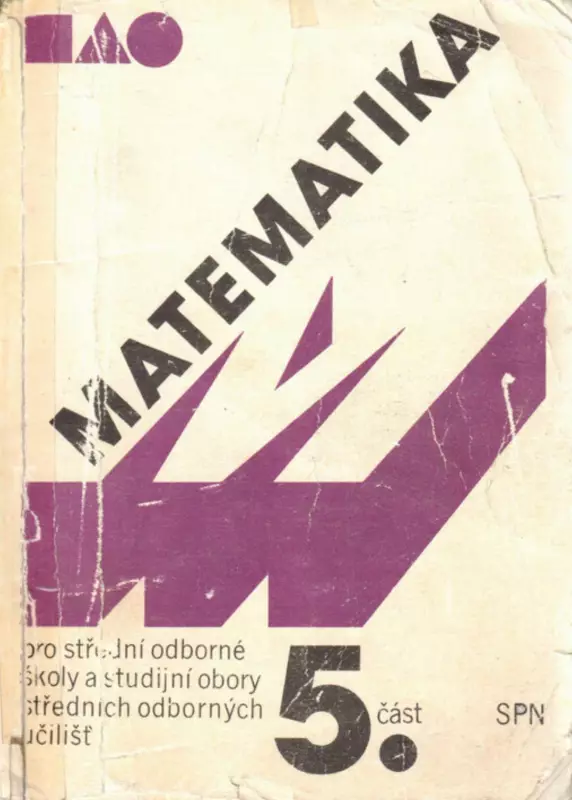 MATEMATIKA
pro střední odborné
školy a studijní obory
středních odborných
učilišť
5.
část
SPN